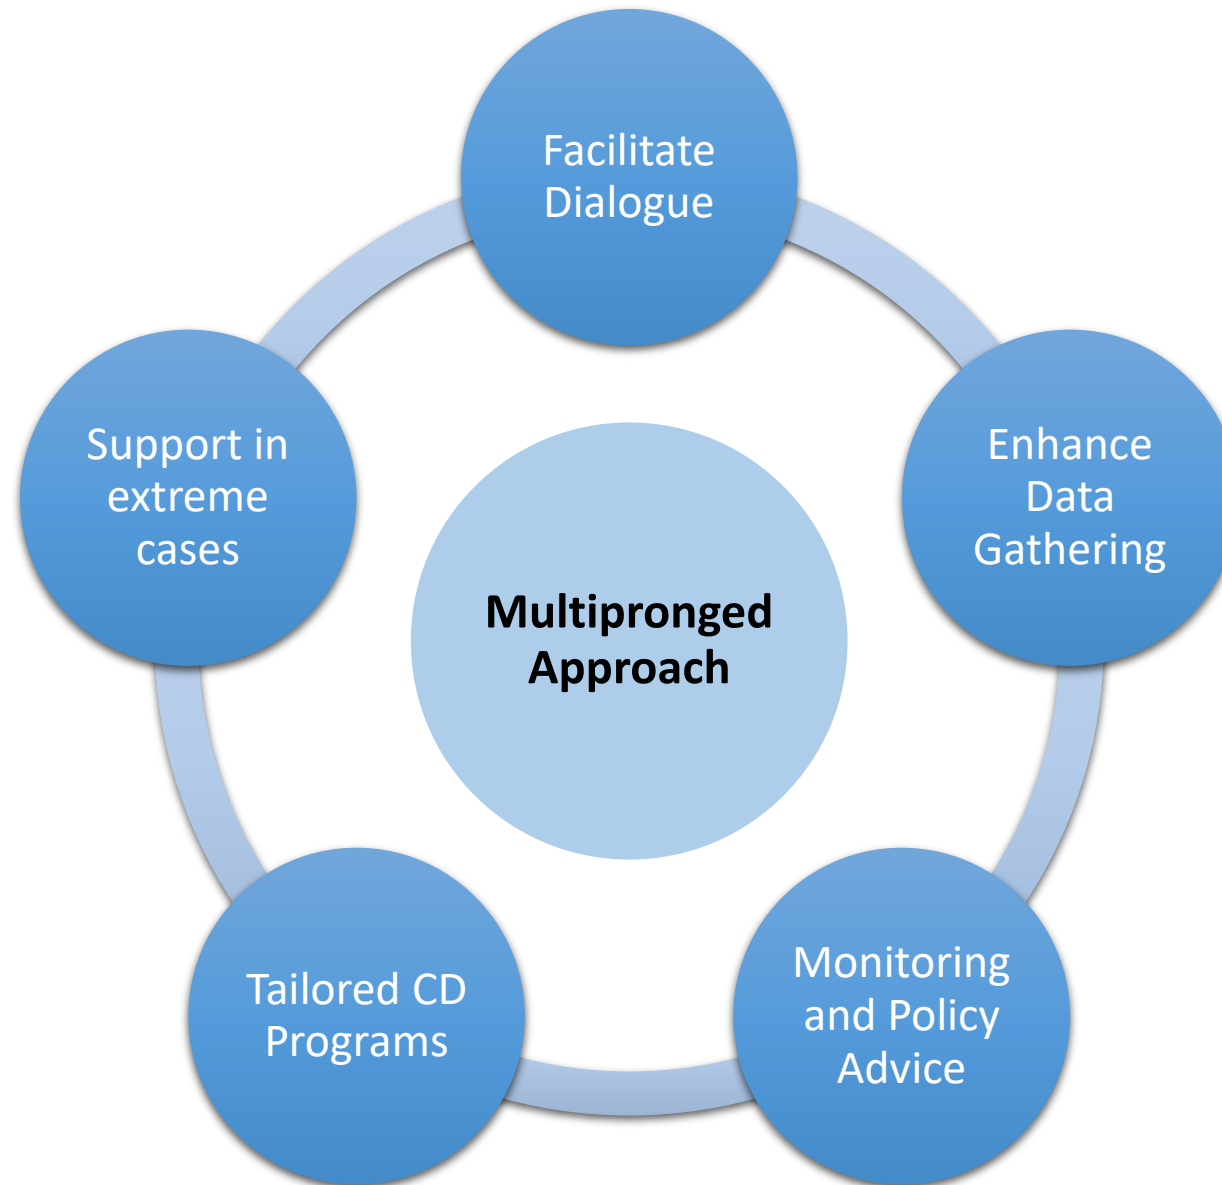 Facilitate
Dialogue
Enhance
Data
Gathering
Monitoring
and Policy
Advice
Tailored CD
Programs
Support in
extreme
cases
Multipronged
Approach